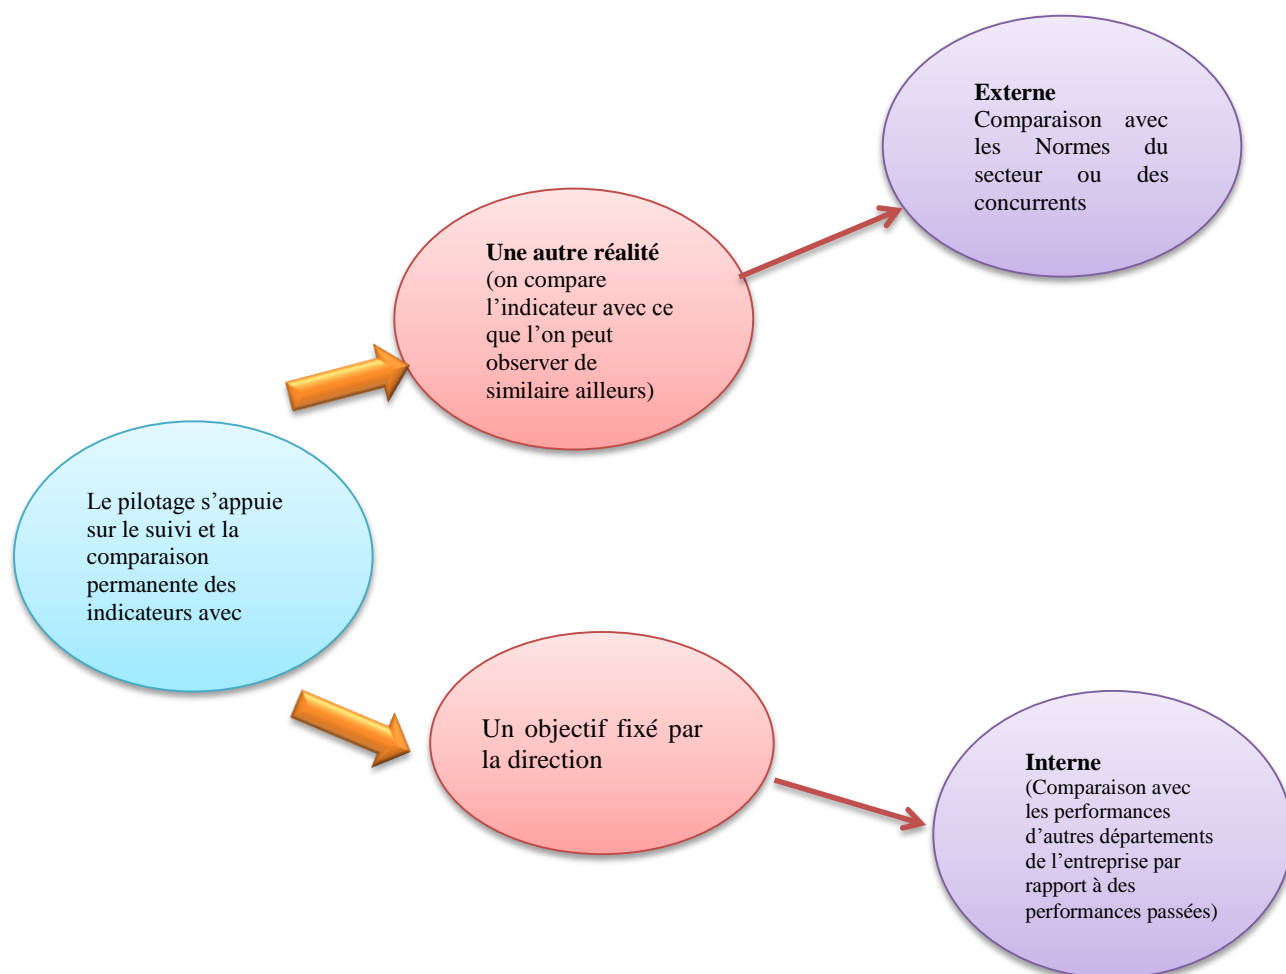 Le pilotage s’appuie
sur le suivi et la
comparaison
permanente des
indicateurs avec
Une autre réalité
(on compare
l’indicateur avec ce
que l’on peut
observer de
similaire ailleurs)
Externe
Comparaison avec
les Normes du
secteur ou des
concurrents
Un objectif fixé par
la direction
Interne
(Comparaison avec
les performances
d’autres départements
de l’entreprise par
rapport à des
performances passées)